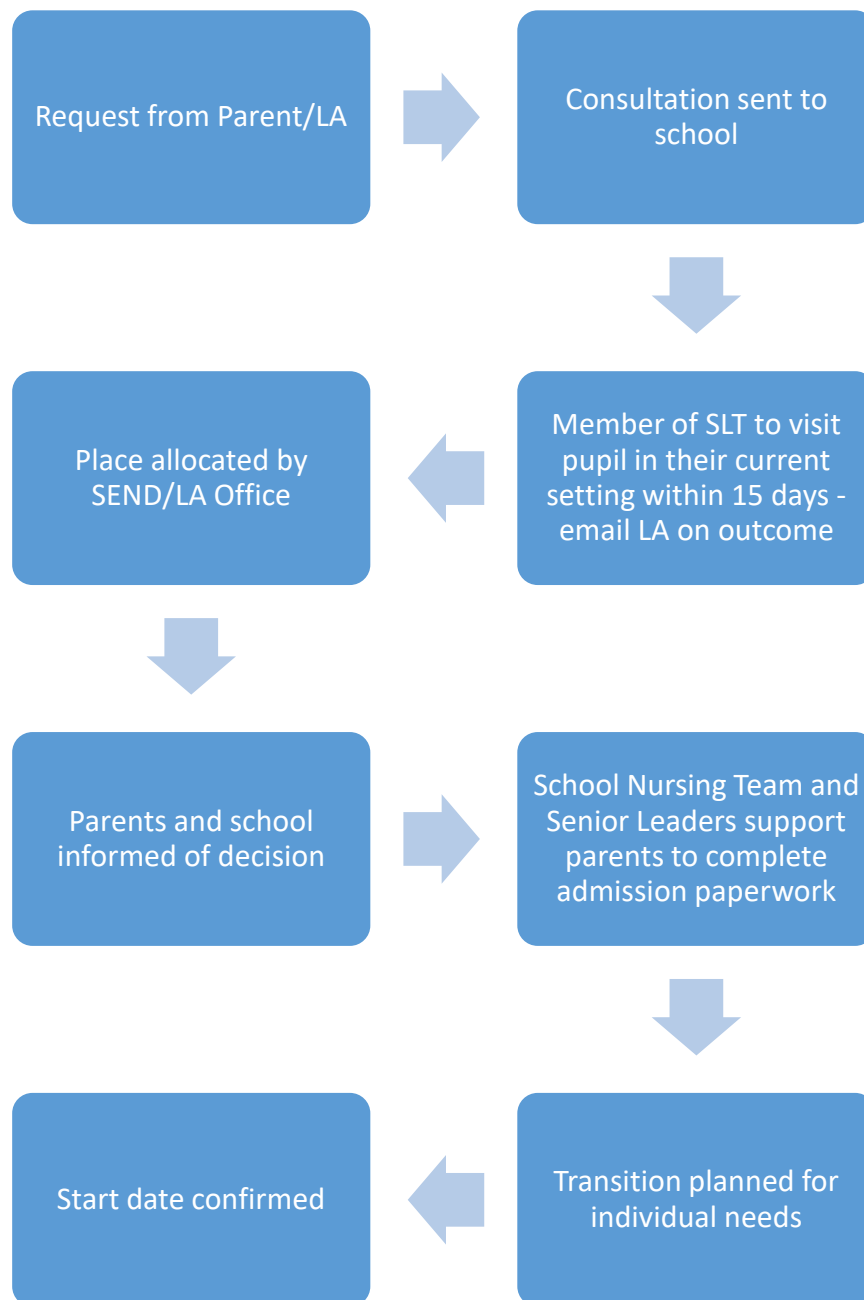 Request from Parent/LA
Consultation sent to
school
Member of SLT to visit
pupil in their current
setting within 15 days -
email LA on outcome
Place allocated by
SEND/LA Office
Parents and school
informed of decision
School Nursing Team and
Senior Leaders support
parents to complete
admission paperwork
Transition planned for
individual needs
Start date confirmed